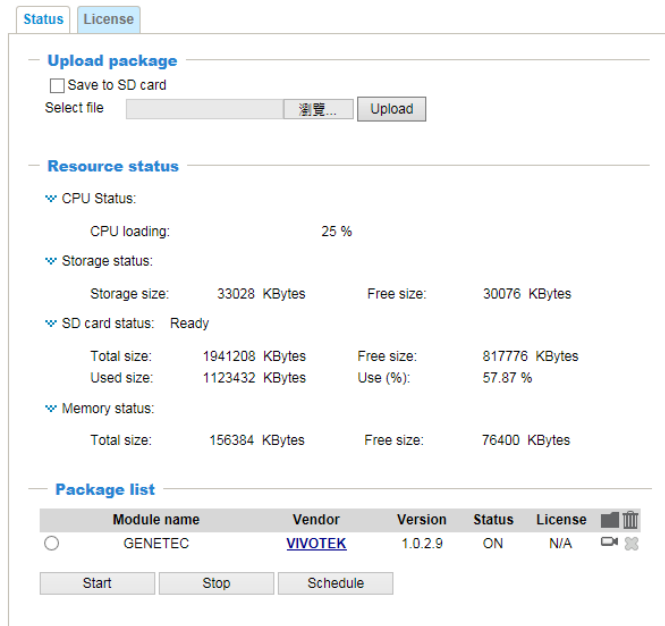 Status License
Upload package
Save to SD card
Select file 瀏覽... Upload
Resource status
CPU Status:
CPU loading: 25 %
Storage status:
Storage size: 33028 KBytes Free size: 30076 KBytes
SD card status: Ready
Total size: 1941208 KBytes Free size: 817776 KBytes
Used size: 1123432 KBytes Use (%): 57.87 %
Memory status:
Total size: 156384 KBytes Free size: 76400 KBytes
Package list
Module name Vendor Version Status License
GENETEC VIVOTEK 1.0.2.9 ON N/A
Start Stop Schedule